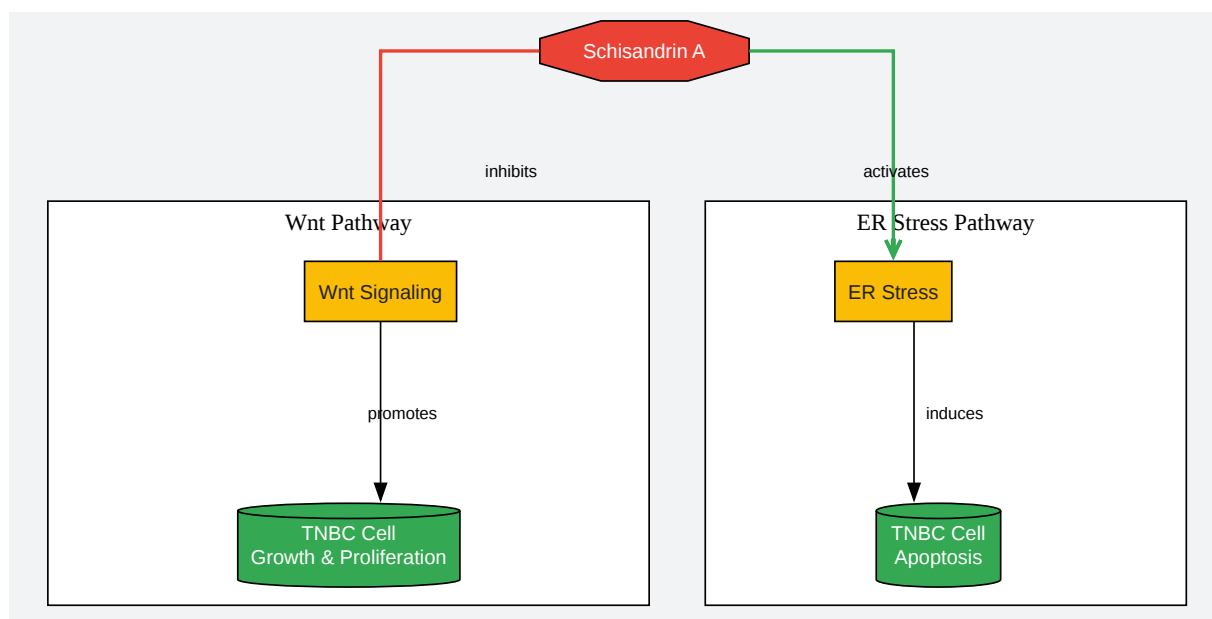 Schisandrin A
inhibits
activates
Wnt Pathway
ER Stress Pathway
Wnt Signaling
ER Stress
promotes
induces
TNBC Cell
Growth & Proliferation
TNBC Cell
Apoptosis